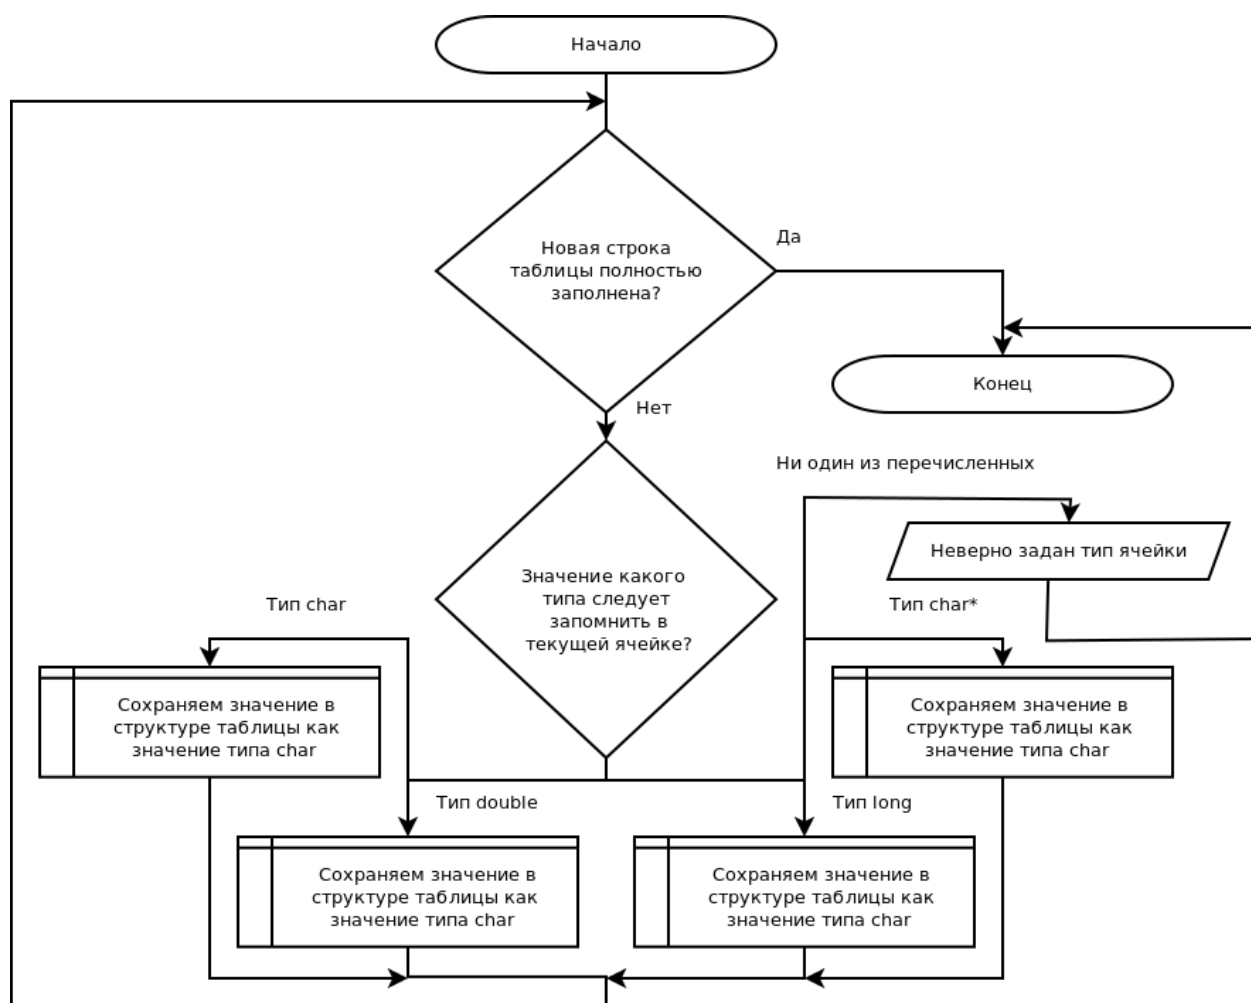 Начало
Новая строка
таблицы полностью
заполнена?
Да
Конец
Нет
Ни один из перечисленных
Неверно задан тип ячейки
Значение какого
типа следует
запомнить в
текущей ячейке?
Тип char
Тип char*
Сохраняем значение в
структуре таблицы как
значение типа char
Сохраняем значение в
структуре таблицы как
значение типа char
Тип double
Тип long
Сохраняем значение в
структуре таблицы как
значение типа char
Сохраняем значение в
структуре таблицы как
значение типа char